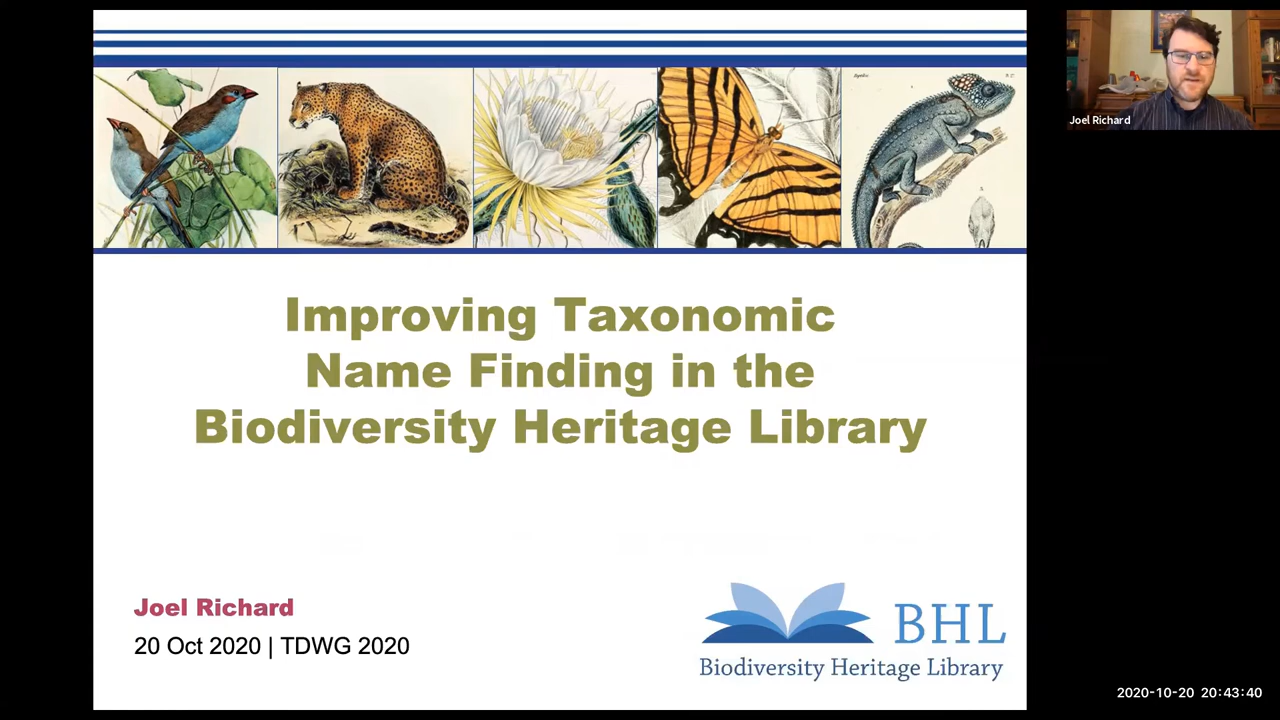 Joel Richard
Improving Taxonomic
Name Finding in the
Biodiversity Heritage Library
Joel Richard
20 Oct 2020 | TDWG 2020
BHL
Biodiversity Heritage Library
2020-10-20 20:43:40